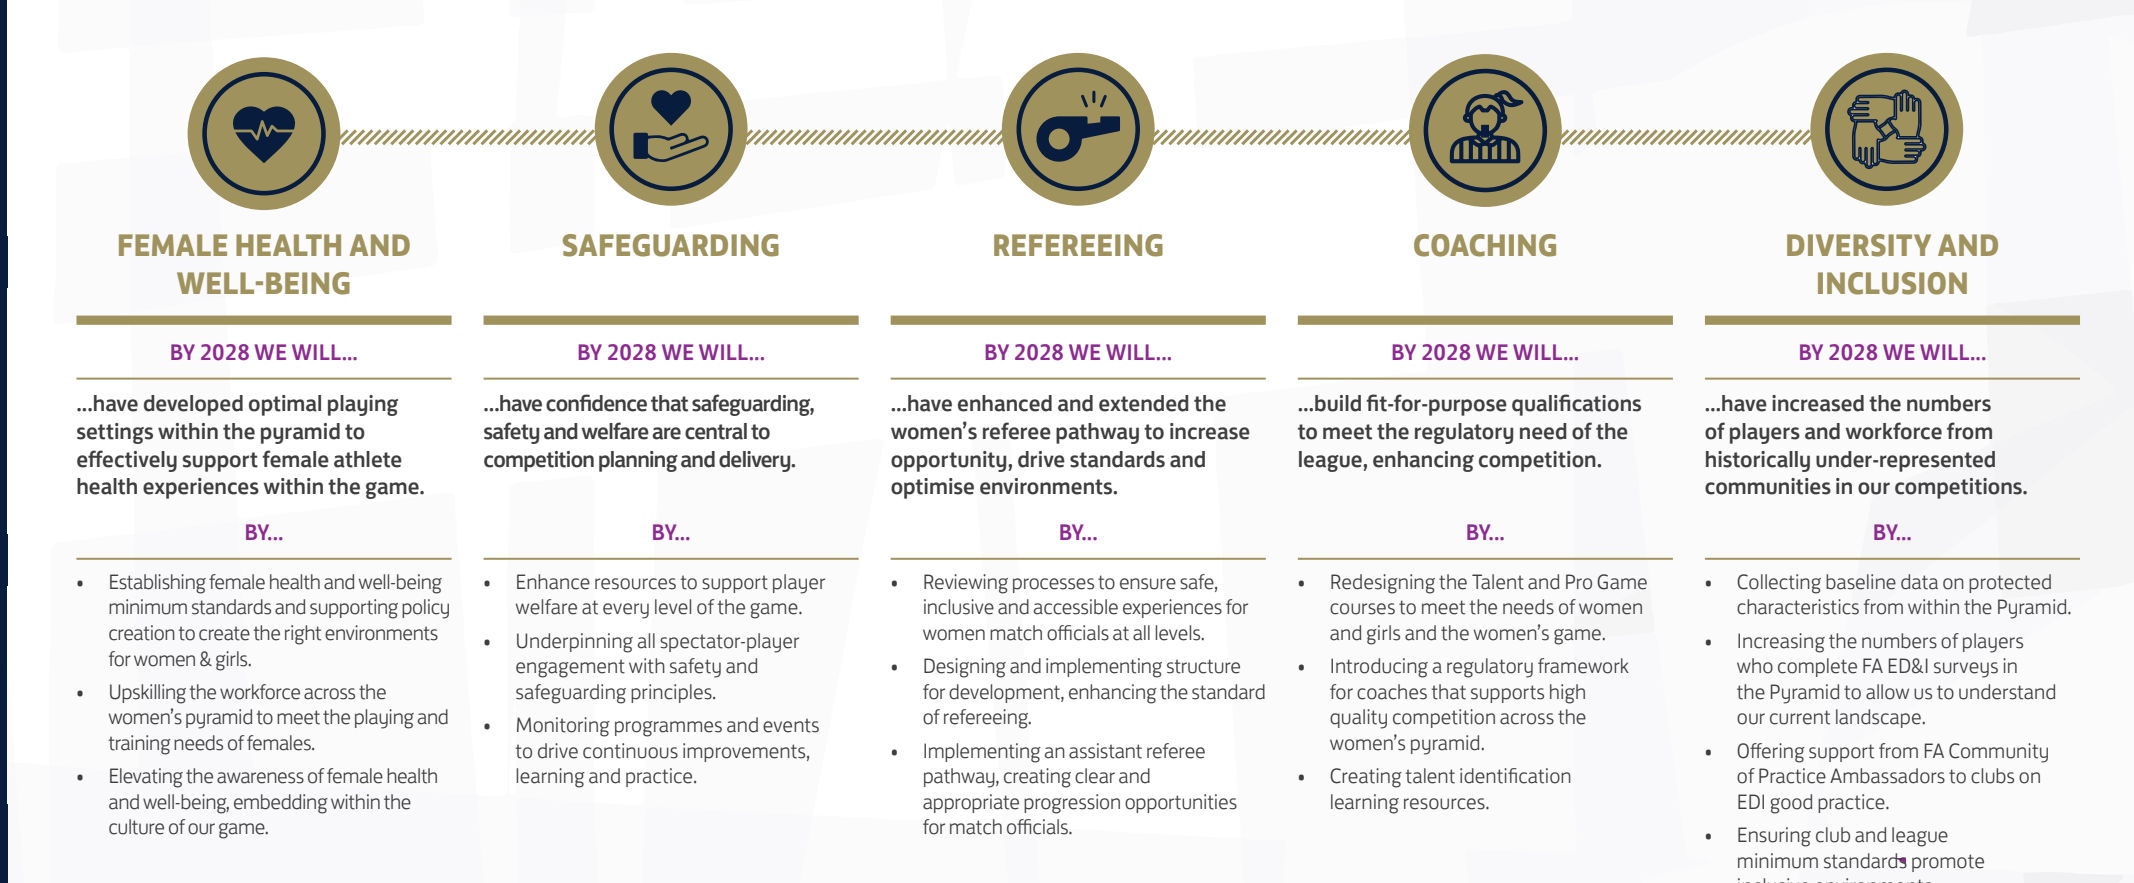 FEMALE HEALTH AND
WELL-BEING
BY 2028 WE WILL...
...have developed optimal playing
settings within the pyramid to
effectively support female athlete
health experiences within the game.
BY...
• Establishing female health and well-being
minimum standards and supporting policy
creation to create the right environments
for women & girls.
• Upskilling the workforce across the
women's pyramid to meet the playing and
training needs of females.
• Elevating the awareness of female health
and well-being, embedding within the
culture of our game.
SAFEGUARDING
BY 2028 WE WILL...
...have confidence that safeguarding,
safety and welfare are central to
competition planning and delivery.
BY...
• Enhance resources to support player
welfare at every level of the game.
• Underpinning all spectator-player
engagement with safety and
safeguarding principles.
• Monitoring programmes and events
to drive continuous improvements,
learning and practice.
REFEREEING
BY 2028 WE WILL...
...have enhanced and extended the
women's referee pathway to increase
opportunity, drive standards and
optimise environments.
BY...
• Reviewing processes to ensure safe,
inclusive and accessible experiences for
women match officials at all levels.
• Designing and implementing structure
for development, enhancing the standard
of refereeing.
• Implementing an assistant referee
pathway, creating clear and
appropriate progression opportunities
for match officials.
COACHING
BY 2028 WE WILL...
...build fit-for-purpose qualifications
to meet the regulatory need of the
league, enhancing competition.
BY...
• Redesigning the Talent and Pro Game
courses to meet the needs of women
and girls and the women's game.
• Introducing a regulatory framework
for coaches that supports high
quality competition across the
women's pyramid.
• Creating talent identification
learning resources.
DIVERSITY AND
INCLUSION
BY 2028 WE WILL...
...have increased the numbers
of players and workforce from
historically under-represented
communities in our competitions.
BY...
• Collecting baseline data on protected
characteristics from within the Pyramid.
• Increasing the numbers of players
who complete FA ED&I surveys in
the Pyramid to allow us to understand
our current landscape.
• Offering support from FA Community
of Practice Ambassadors to clubs on
EDI good practice.
• Ensuring club and league
minimum standards promote